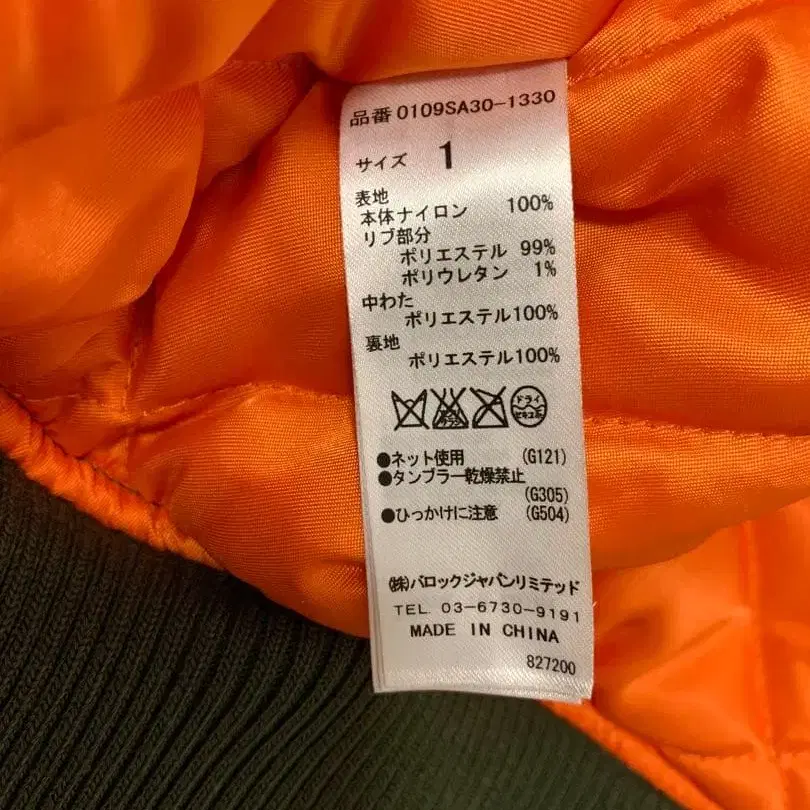 品番 0109SA30-1330
サイズ 1
表地
本体ナイロン 100%
リブ部分
ポリエステル 99%
ポリウレタン 1%
中わた
ポリエステル100%
裏地
ポリエステル100%
ドライ
セキユ系
●ネット使用 (G121)
●タンブラー乾燥禁止
(G305)
●ひっかけに注意 (G504)
(株)バロックジャパンリミテッド
TEL. 03-6730-9191
MADE IN CHINA
827200